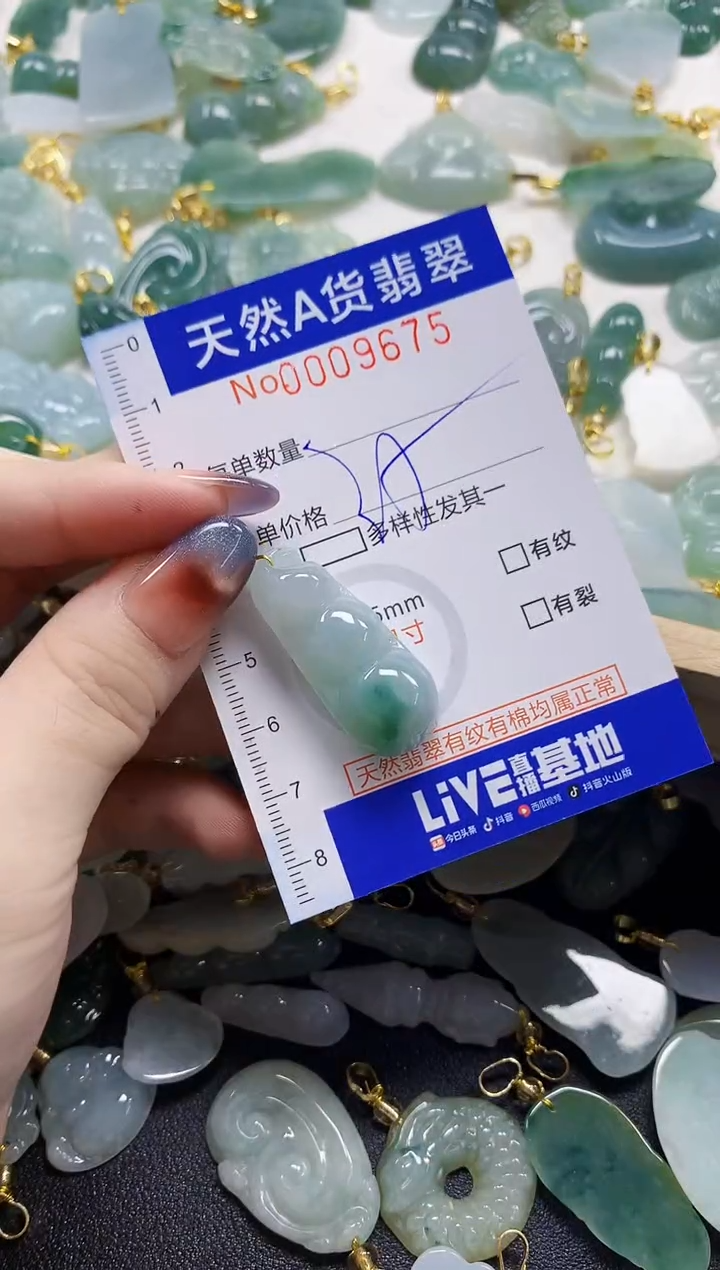 天然A货翡翠
No0009675
0
1
每单数量
单价格
多样性发其一
有纹
5mm
有裂
寸
5
6
天然翡翠有纹有棉均属正常
7
LiVE直播基地
今日头条 抖音 西瓜视频 抖音火山版
8